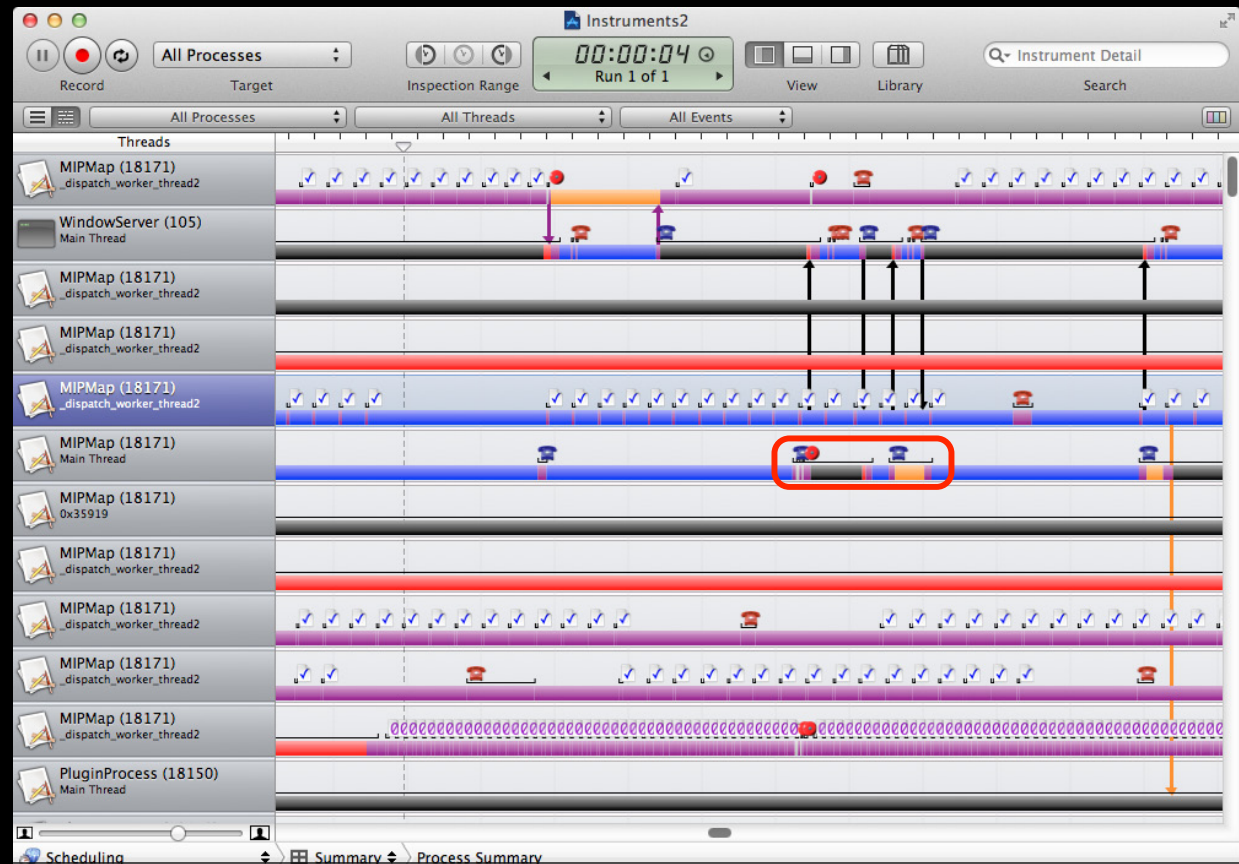 Instruments2
All Processes
00:00:04
Run 1 of 1
Instrument Detail
Record
Target
Inspection Range
View
Library
Search
All Processes
All Threads
All Events
Threads
MIPMap (18171)
_dispatch_worker_thread2
WindowServer (105)
Main Thread
MIPMap (18171)
_dispatch_worker_thread2
MIPMap (18171)
_dispatch_worker_thread2
MIPMap (18171)
_dispatch_worker_thread2
MIPMap (18171)
Main Thread
MIPMap (18171)
0x35919
MIPMap (18171)
_dispatch_worker_thread2
MIPMap (18171)
_dispatch_worker_thread2
MIPMap (18171)
_dispatch_worker_thread2
MIPMap (18171)
_dispatch_worker_thread2
PluginProcess (18150)
Main Thread
Scheduling
Summary
Process Summary